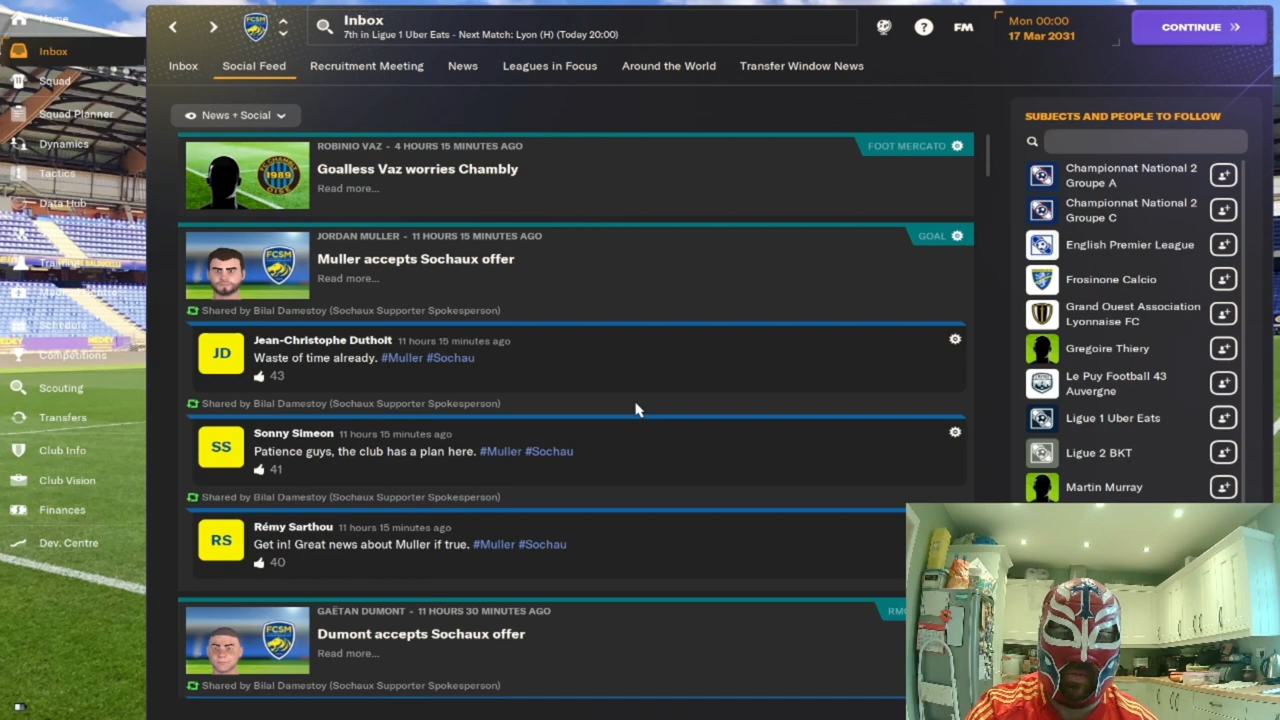 Home
Inbox
Squad
Squad Planner
Dynamics
Tactics
Data Hub
Schedule
Competitions
Scouting
Transfers
Club Info
Club Vision
Finances
Dev. Centre
Inbox
7th in Ligue 1 Uber Eats - Next Match: Lyon (H) (Today 20:00)
FM
Mon 00:00
17 Mar 2031
CONTINUE
Inbox
Social Feed
Recruitment Meeting
News
Leagues in Focus
Around the World
Transfer Window News
News + Social
ROBINIO VAZ - 4 HOURS 15 MINUTES AGO
FOOT MERCATO
Goalless Vaz worries Chambly
Read more...
JORDAN MULLER - 11 HOURS 15 MINUTES AGO
GOAL
Muller accepts Sochaux offer
Read more...
Shared by Bilal Damestoy (Sochaux Supporter Spokesperson)
JD
Jean-Christophe Duthoit 11 hours 15 minutes ago
Waste of time already. #Muller #Sochau
43
Shared by Bilal Damestoy (Sochaux Supporter Spokesperson)
SS
Sonny Simeon 11 hours 15 minutes ago
Patience guys, the club has a plan here. #Muller #Sochau
41
Shared by Bilal Damestoy (Sochaux Supporter Spokesperson)
RS
Rémy Sarthou 11 hours 15 minutes ago
Get in! Great news about Muller if true. #Muller #Sochau
40
GAËTAN DUMONT - 11 HOURS 30 MINUTES AGO
Dumont accepts Sochaux offer
Read more...
Shared by Bilal Damestoy (Sochaux Supporter Spokesperson)
SUBJECTS AND PEOPLE TO FOLLOW
Championnat National 2
Groupe A
Championnat National 2
Groupe C
English Premier League
Frosinone Calcio
Grand Ouest Association
Lyonnaise FC
Gregoire Thiery
Le Puy Football 43
Auvergne
Ligue 1 Uber Eats
Ligue 2 BKT
Martin Murray